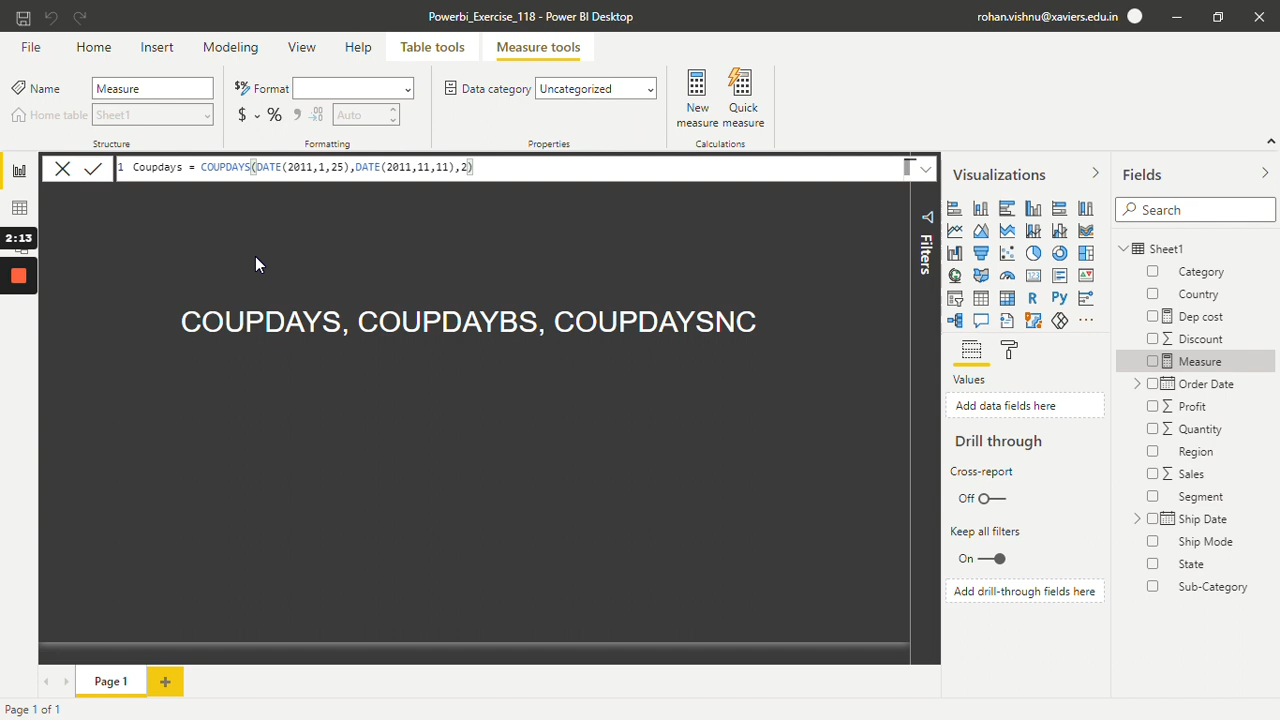 Powerbi_Exercise_118 - Power BI Desktop
rohan.vishnu@xaviers.edu.in
File Home Insert Modeling View Help Table tools Measure tools
Name Measure
Home table Sheet1
Structure
$% Format
$ % Auto
Formatting
Data category Uncategorized
Properties
New measure
Quick measure
Calculations
1 Coupdays = COUPDAYS(DATE(2011,1,25),DATE(2011,11,11),2)
2:13
COUPDAYS, COUPDAYBS, COUPDAYSNC
Filters
Visualizations
R Py
123
Values
Add data fields here
Drill through
Cross-report
Off
Keep all filters
On
Add drill-through fields here
Fields
Search
Sheet1
Category
Country
Dep cost
Discount
Measure
Order Date
Profit
Quantity
Region
Sales
Segment
Ship Date
Ship Mode
State
Sub-Category
Page 1
Page 1 of 1